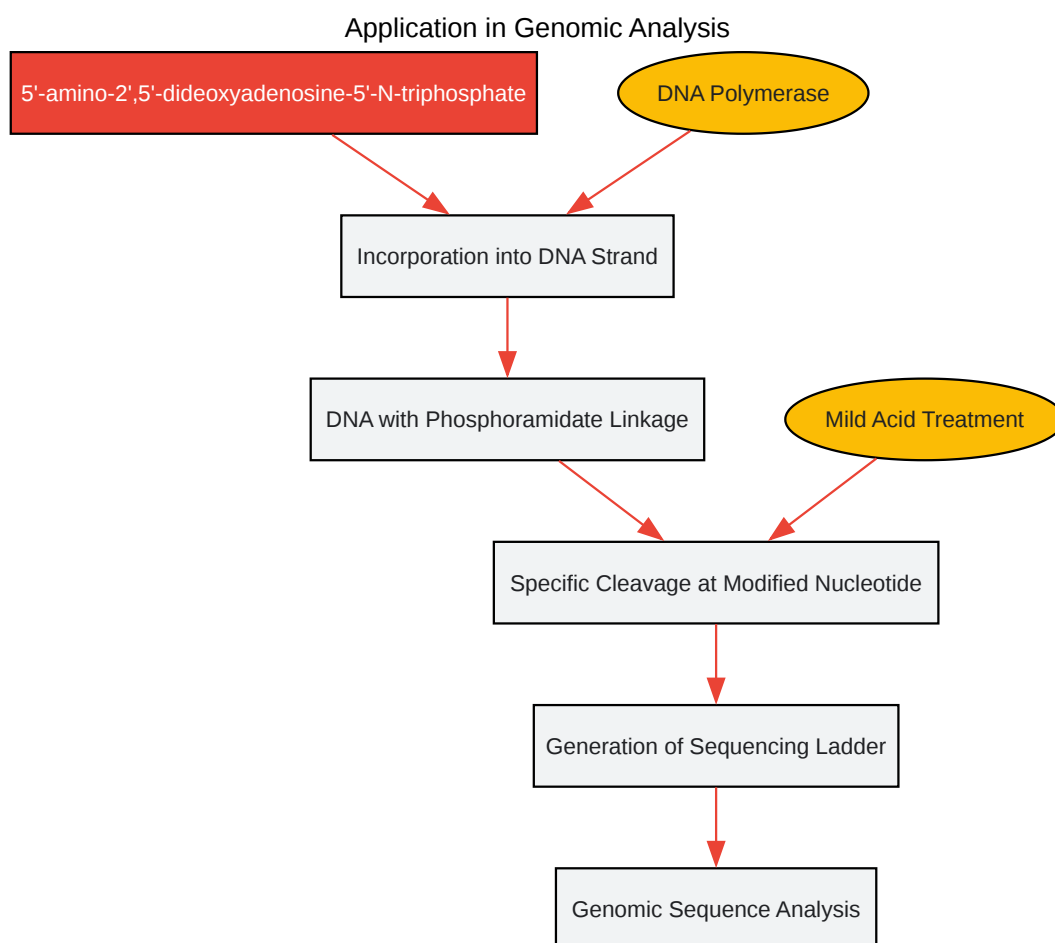 Application in Genomic Analysis
5'-amino-2',5'-dideoxyadenosine-5'-N-triphosphate
DNA Polymerase
Incorporation into DNA Strand
DNA with Phosphoramidate Linkage
Mild Acid Treatment
Specific Cleavage at Modified Nucleotide
Generation of Sequencing Ladder
Genomic Sequence Analysis